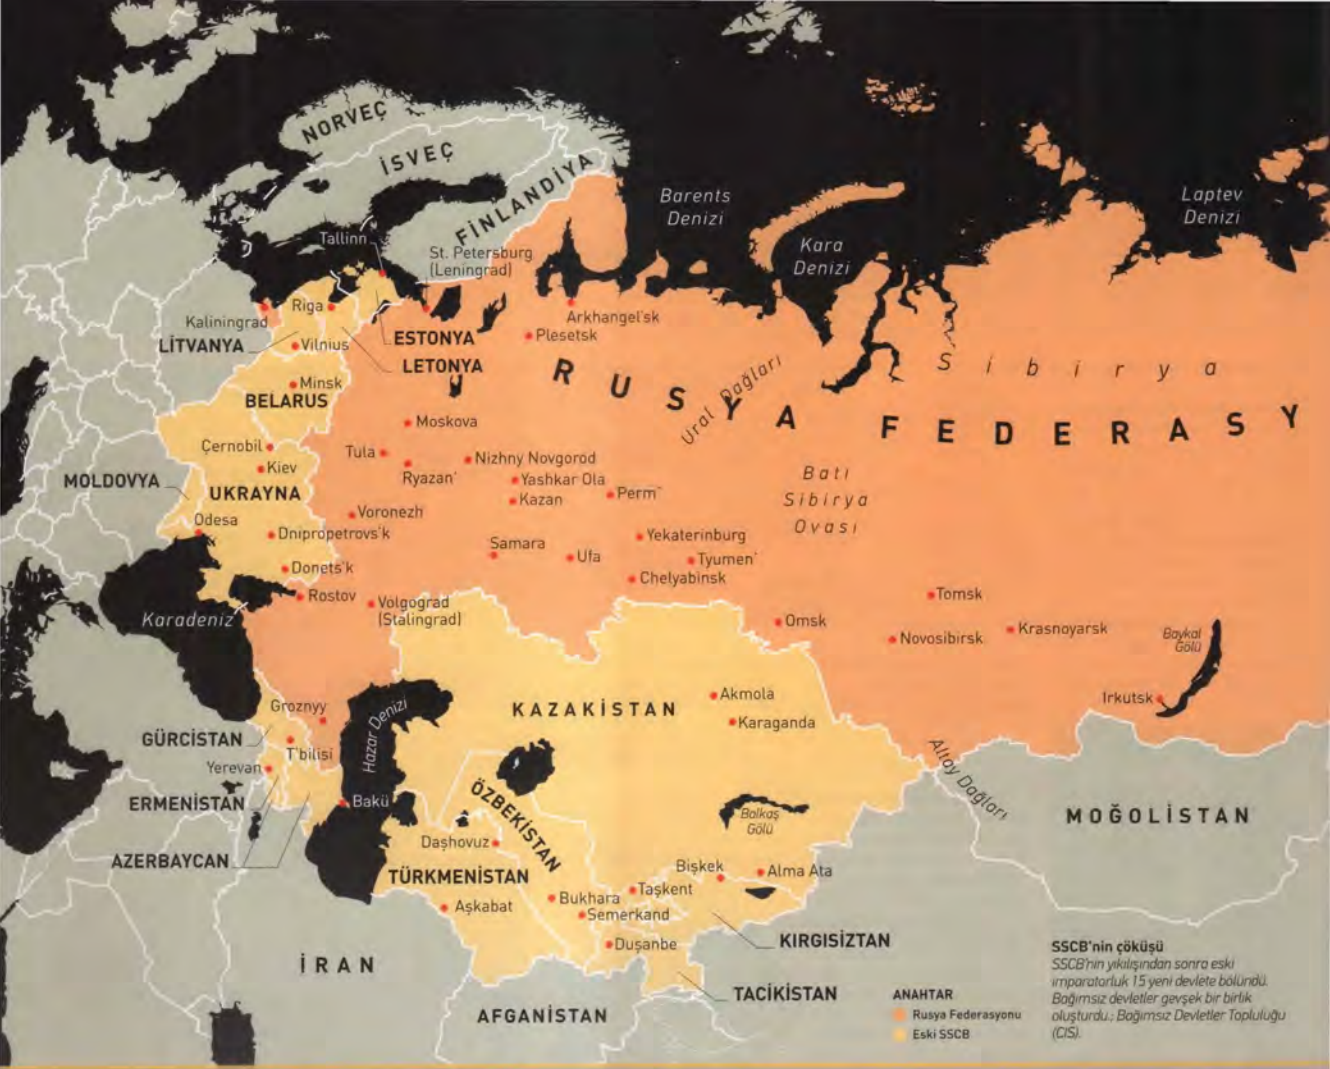 NORVEÇ
İSVEÇ
FİNLANDİYA
Barents
Denizi
Kara
Denizi
Laptev
Denizi
Tallinn
St. Petersburg
(Leningrad)
Kaliningrad
Riga
LİTVANYA
Vilnius
ESTONYA
LETONYA
Arkhangel'sk
Plesetsk
RUSYA FEDERASY
Ural Dağları
Sibirya
Minsk
BELARUS
Moskova
Çernobil
Tula
Ryazan'
Nizhny Novgorod
Kiev
MOLDOVYA
UKRAYNA
Yashkar Ola
Kazan
Perm'
Batı
Sibirya
Ovası
Odesa
Voronezh
Dnipropetrovs'k
Yekaterinburg
Samara
Ufa
Tyumen'
Chelyabinsk
Donets'k
Rostov
Volgograd
(Stalingrad)
Karadeniz
Omsk
Tomsk
Novosibirsk
Krasnoyarsk
Baykal
Gölü
Irkutsk
Groznyy
Hazar Denizi
KAZAKİSTAN
Akmola
Karaganda
GÜRCİSTAN
T'bilisi
Yerevan
ERMENİSTAN
Bakü
AZERBAYCAN
Altay Dağları
MOĞOLİSTAN
ÖZBEKİSTAN
Balkaş
Gölü
Daşhovuz
TÜRKMENİSTAN
Aşkabat
Bişkek
Alma Ata
Taşkent
Bukhara
Semerkand
Duşanbe
KIRGISİZTAN
TACİKİSTAN
İRAN
AFGANİSTAN
ANAHTAR
Rusya Federasyonu
Eski SSCB
SSCB'nin çöküşü
SSCB'nin yıkılışından sonra eski
imparatorluk 15 yeni devlete bölündü.
Bağımsız devletler gevşek bir birlik
oluşturdu.; Bağımsız Devletler Topluluğu
(CIS).